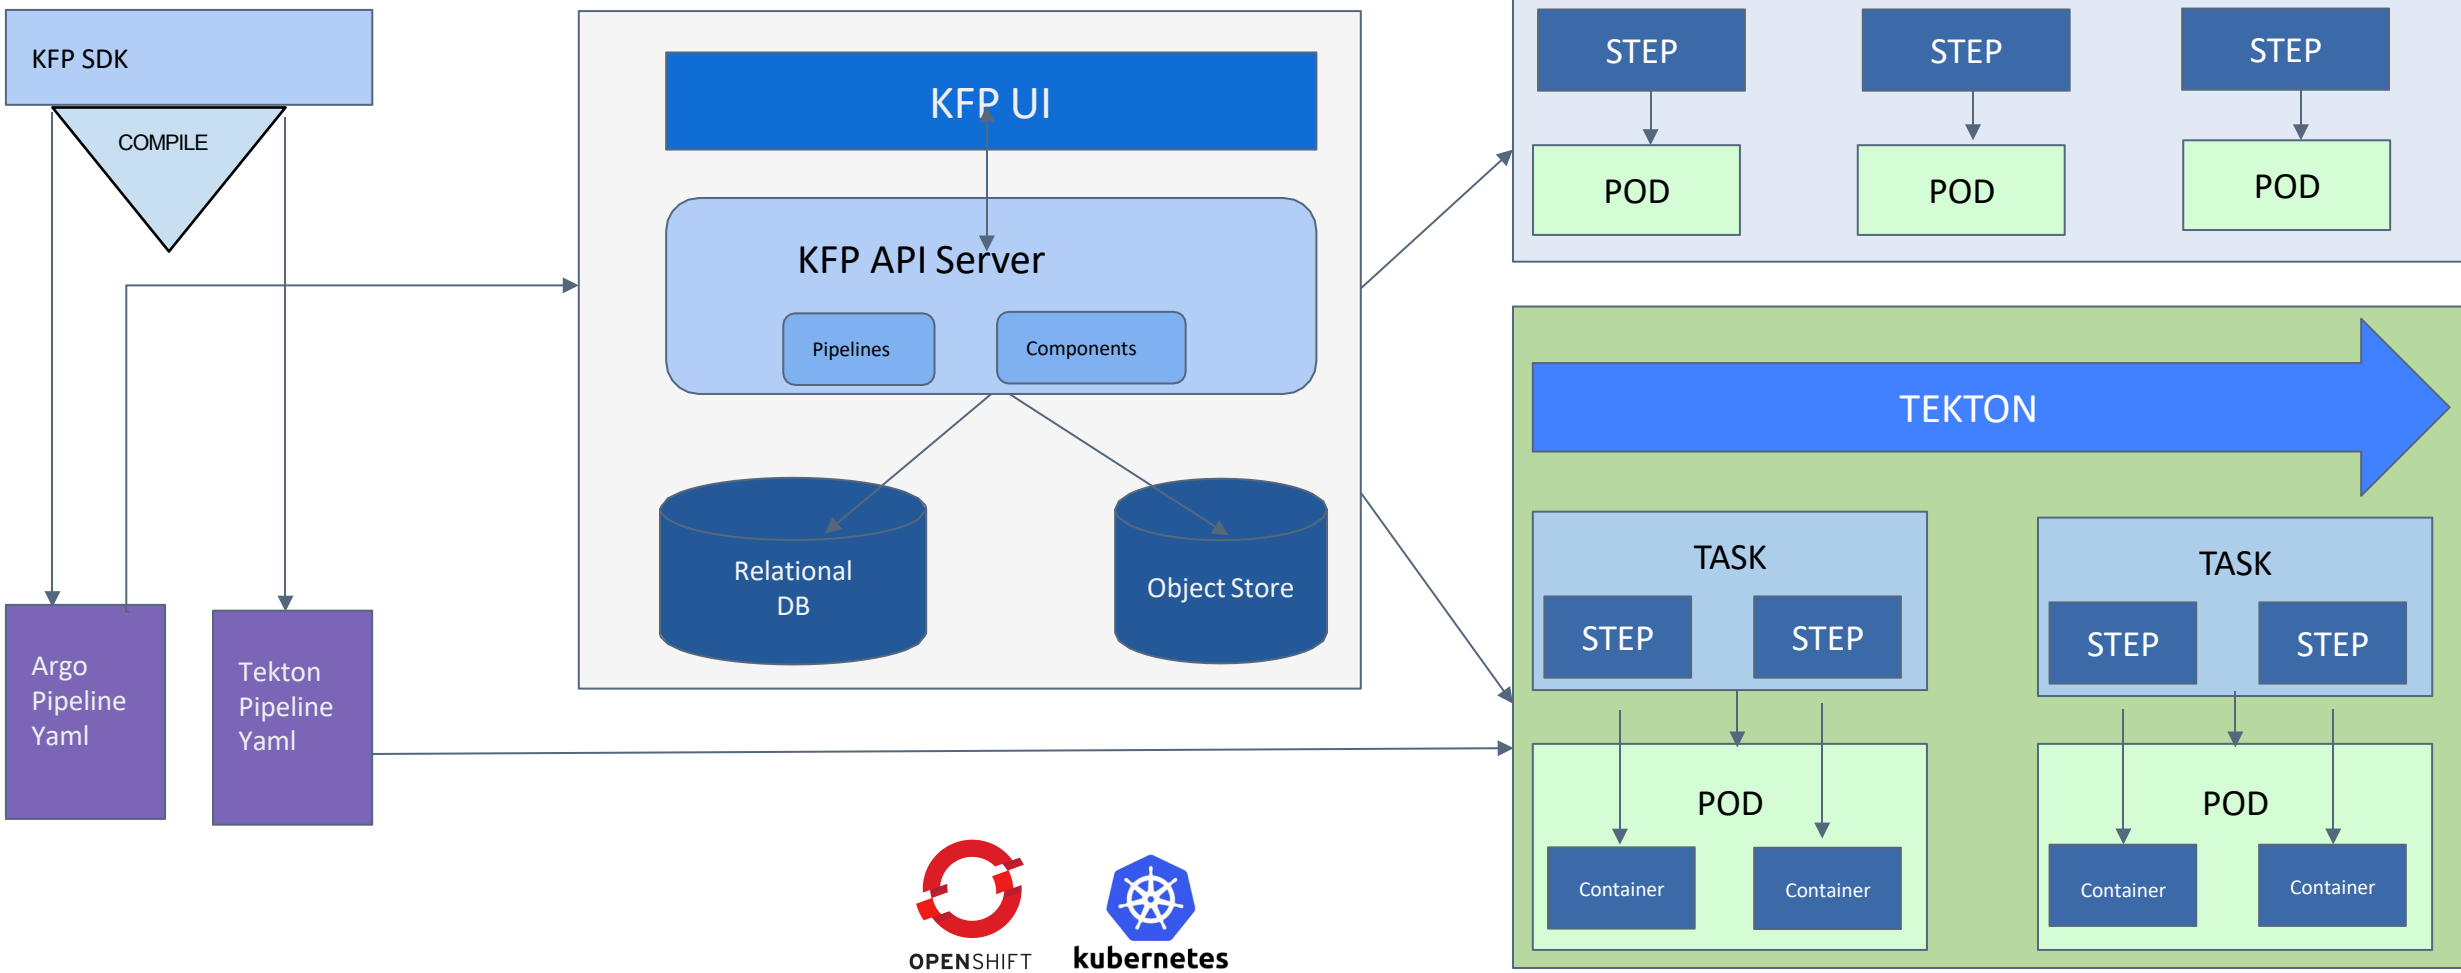 KFP SDK
COMPILE
Argo
Pipeline
Yaml
Tekton
Pipeline
Yaml
KFP UI
KFP API Server
Pipelines
Components
Relational
DB
Object Store
OPENSHIFT
kubernetes
STEP
STEP
STEP
POD
POD
POD
TEKTON
TASK
STEP
STEP
TASK
STEP
STEP
POD
Container
Container
POD
Container
Container